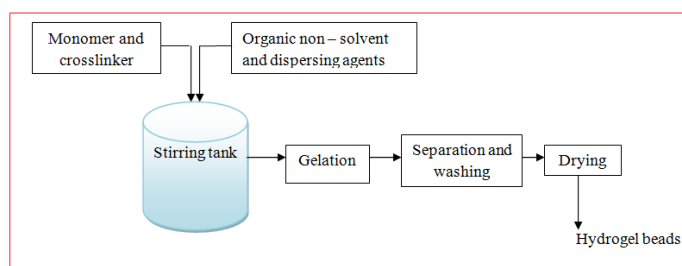 Monomer and
crosslinker
Organic non – solvent
and dispersing agents
Stirring tank
Gelation
Separation and
washing
Drying
Hydrogel beads